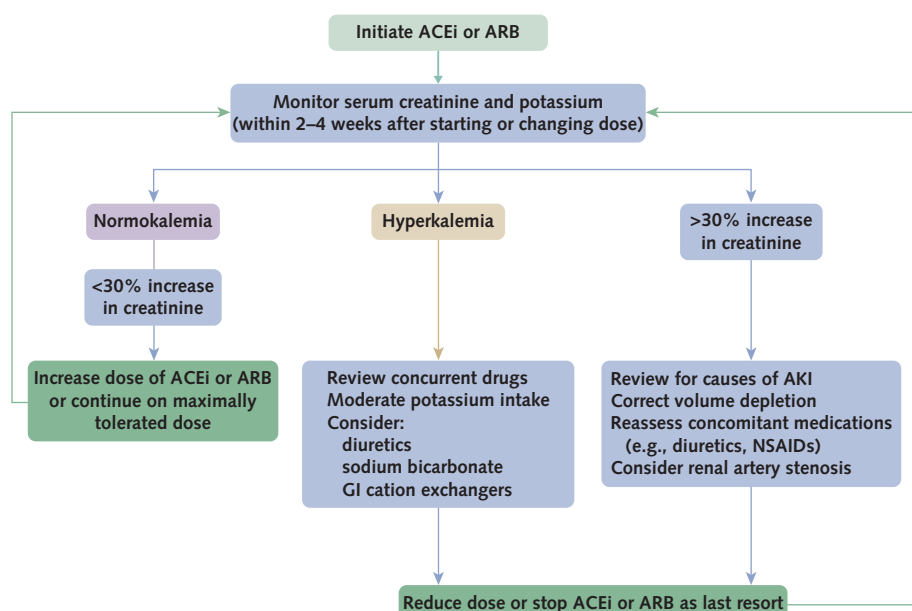 Initiate ACEi or ARB
Monitor serum creatinine and potassium
(within 2–4 weeks after starting or changing dose)
Normokalemia
Hyperkalemia
>30% increase
in creatinine
<30% increase
in creatinine
Increase dose of ACEi or ARB
or continue on maximally
tolerated dose
Review concurrent drugs
Moderate potassium intake
Consider:
diuretics
sodium bicarbonate
GI cation exchangers
Review for causes of AKI
Correct volume depletion
Reassess concomitant medications
(e.g., diuretics, NSAIDs)
Consider renal artery stenosis
Reduce dose or stop ACEi or ARB as last resort